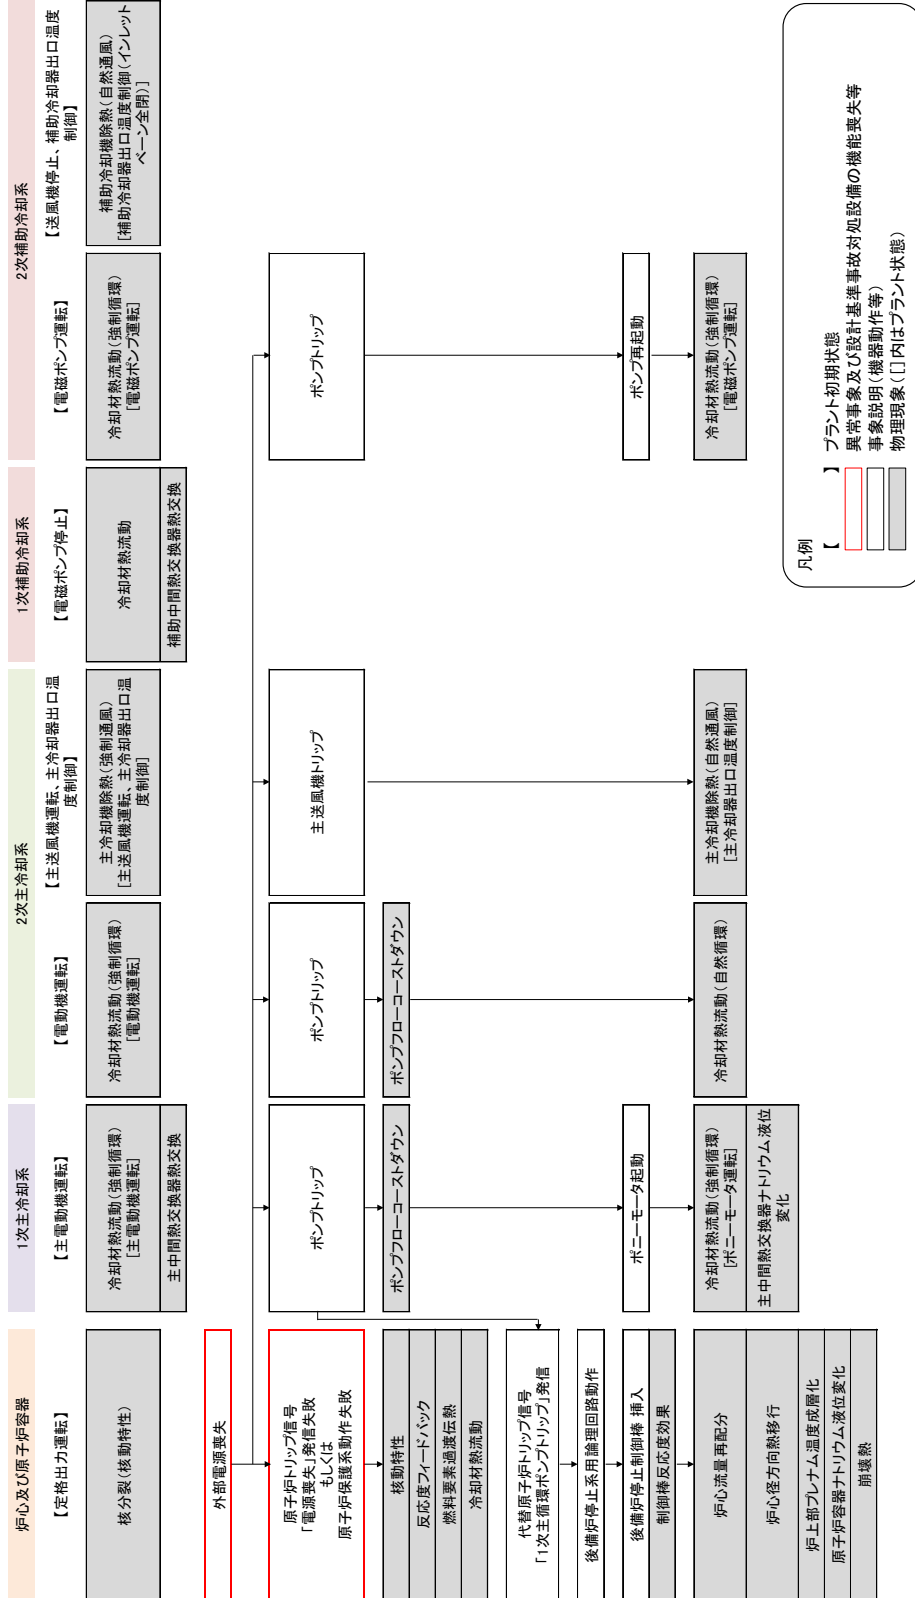 炉心及び原子炉容器
1次主冷却系
2次主冷却系
1次補助冷却系
2次補助冷却系
【定格出力運転】
【主電動機運転】
【電動機運転】
【主送風機運転、主冷却器出口温
度制御】
【電磁ポンプ停止】
【電磁ポンプ運転】
【送風機停止、補助冷却器出口温度
制御】
核分裂(核動特性)
冷却材熱流動(強制循環)
[主電動機運転]
主中間熱交換器熱交換
冷却材熱流動(強制循環)
[電動機運転]
主冷却機除熱(強制通風)
[主送風機運転、主冷却器出口温
度制御]
冷却材熱流動
補助中間熱交換器熱交換
冷却材熱流動(強制循環)
[電磁ポンプ運転]
補助冷却機除熱(自然通風)
[補助冷却器出口温度制御(インレット
ベーン全閉)]
外部電源喪失
原子炉トリップ信号
「電源喪失」発信失敗
もしくは
原子炉保護系動作失敗
ポンプトリップ
ポンプトリップ
主送風機トリップ
ポンプトリップ
核動特性
反応度フィードバック
燃料要素過渡伝熱
冷却材熱流動
ポンプフローコーストダウン
ポンプフローコーストダウン
代替原子炉トリップ信号
「1次主循環ポンプトリップ」発信
後備炉停止系用論理回路動作
後備炉停止制御棒 挿入
制御棒反応度効果
ポニーモータ起動
ポンプ再起動
炉心流量再配分
炉心径方向熱移行
炉上部プレナム温度成層化
原子炉容器ナトリウム液位変化
崩壊熱
冷却材熱流動(強制循環)
[ポニーモータ運転]
主中間熱交換器ナトリウム液位
変化
冷却材熱流動(自然循環)
主冷却機除熱(自然通風)
[主冷却器出口温度制御]
冷却材熱流動(強制循環)
[電磁ポンプ運転]
凡例
【 】 プラント初期状態
異常事象及び設計基準事故対処設備の機能喪失等
事象説明(機器動作等)
物理現象([ ]内はプラント状態)